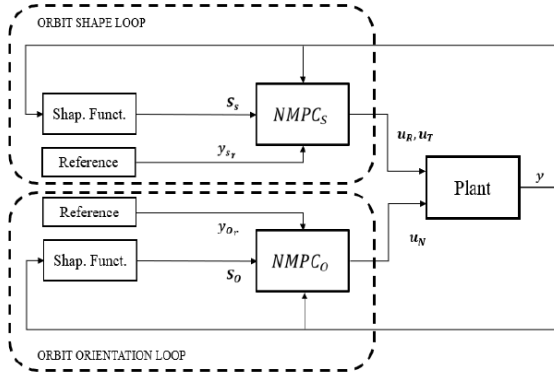 ORBIT SHAPE LOOP
Shap. Funct.
S_s
NMPC_S
Reference
y_{s_r}
u_R, u_T
Plant
y
Reference
y_{O_r}
u_N
Shap. Funct.
S_O
NMPC_O
ORBIT ORIENTATION LOOP